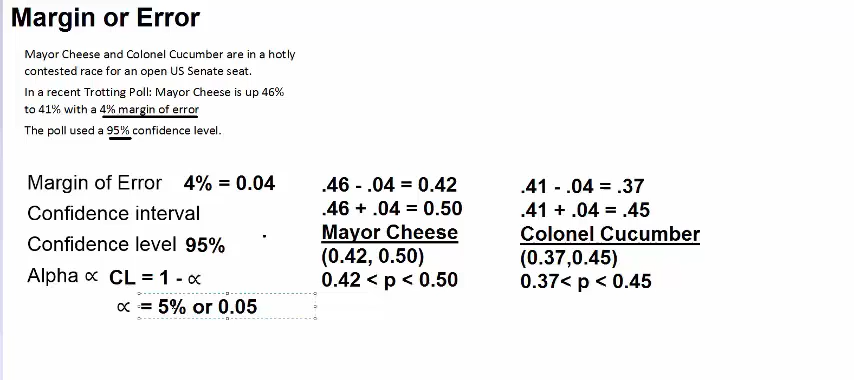 Margin or Error
Mayor Cheese and Colonel Cucumber are in a hotly
contested race for an open US Senate seat.
In a recent Trotting Poll: Mayor Cheese is up 46%
to 41% with a 4% margin of error
The poll used a 95% confidence level.
Margin of Error 4% = 0.04
Confidence interval
Confidence level 95%
Alpha ∝ CL = 1 - ∝
∝ = 5% or 0.05
.46 - .04 = 0.42
.46 + .04 = 0.50
Mayor Cheese
(0.42, 0.50)
0.42 < p < 0.50
.41 - .04 = .37
.41 + .04 = .45
Colonel Cucumber
(0.37,0.45)
0.37< p < 0.45